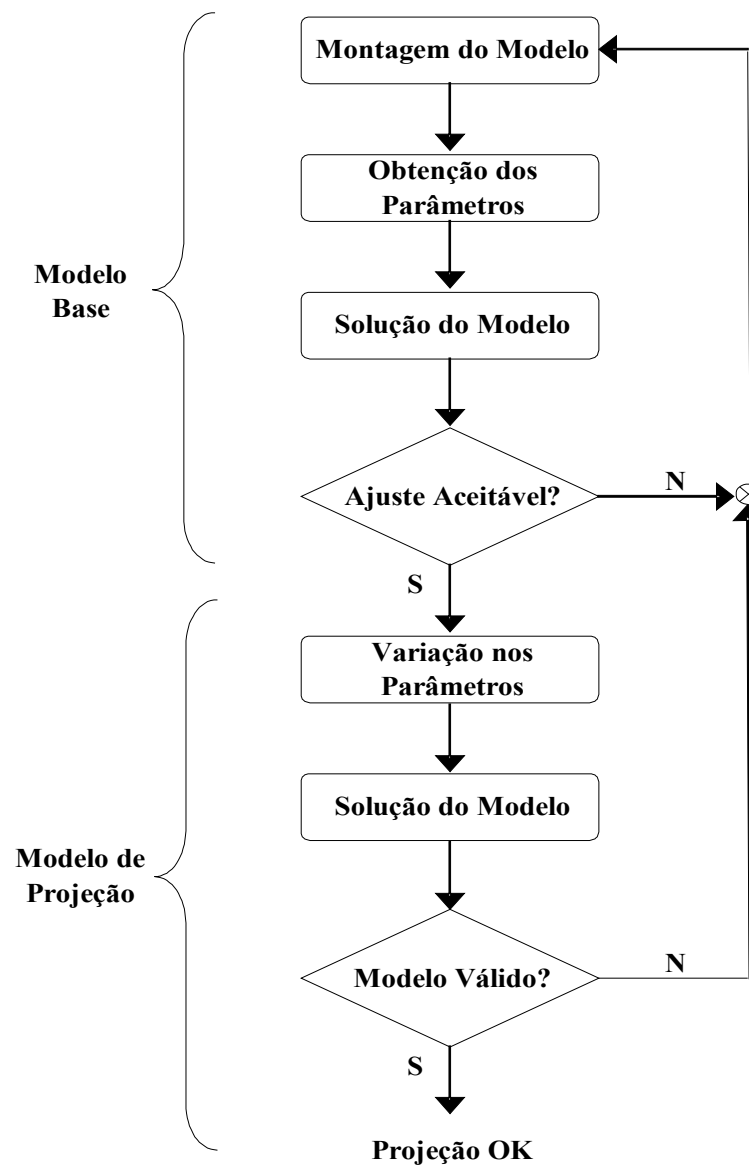 Montagem do Modelo
Obtenção dos
Parâmetros
Modelo
Base
Solução do Modelo
Ajuste Aceitável?
N
S
Variação nos
Parâmetros
Solução do Modelo
Modelo de
Projeção
Modelo Válido?
N
S
Projeção OK